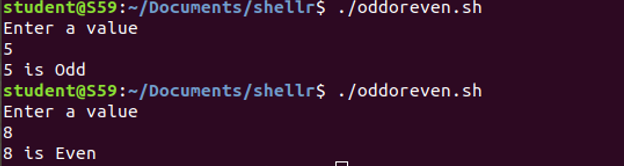 student@S59:~/Documents/shellr$ ./oddoreven.sh
Enter a value
5
5 is Odd
student@S59:~/Documents/shellr$ ./oddoreven.sh
Enter a value
8
8 is Even